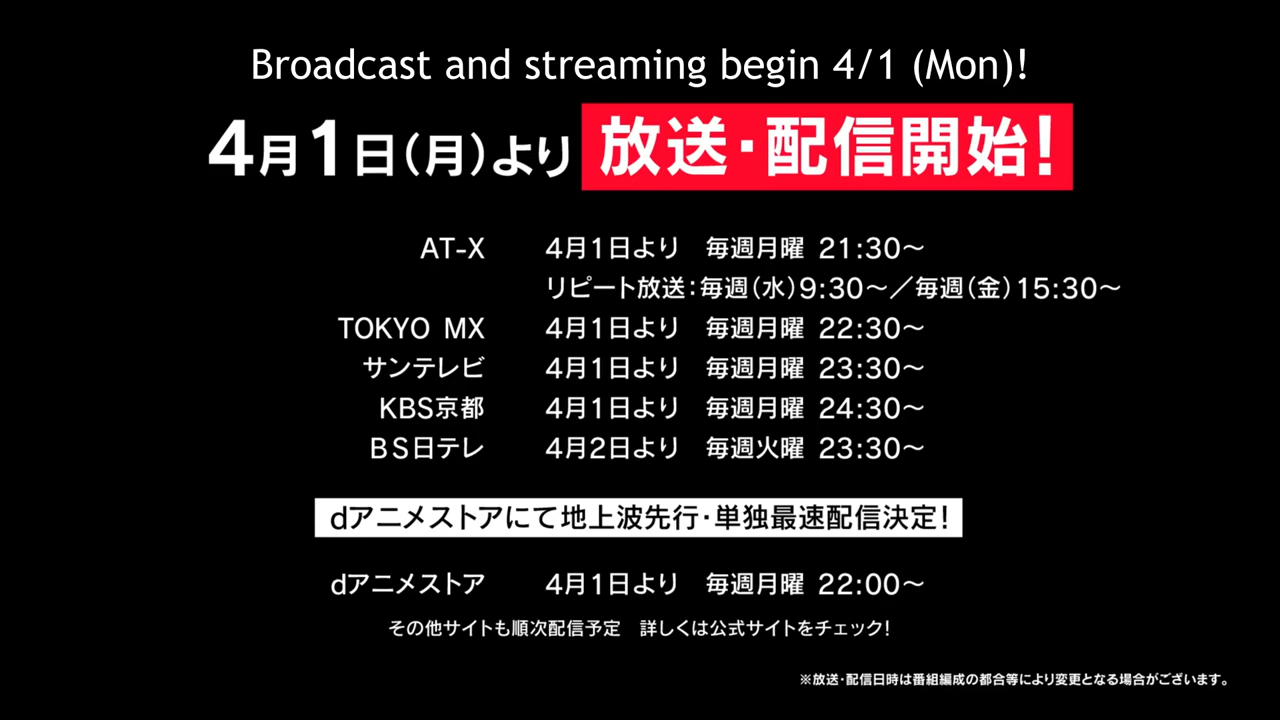 Broadcast and streaming begin 4/1 (Mon)!
4月1日(月)より 放送・配信開始!
AT-X 4月1日より 毎週月曜 21:30～
リピート放送:毎週(水)9:30～／毎週(金)15:30～
TOKYO MX 4月1日より 毎週月曜 22:30～
サンテレビ 4月1日より 毎週月曜 23:30～
KBS京都 4月1日より 毎週月曜 24:30～
BS日テレ 4月2日より 毎週火曜 23:30～
dアニメストアにて地上波先行・単独最速配信決定!
dアニメストア 4月1日より 毎週月曜 22:00～
その他サイトも順次配信予定 詳しくは公式サイトをチェック!
※放送・配信日時は番組編成の都合等により変更となる場合がございます。